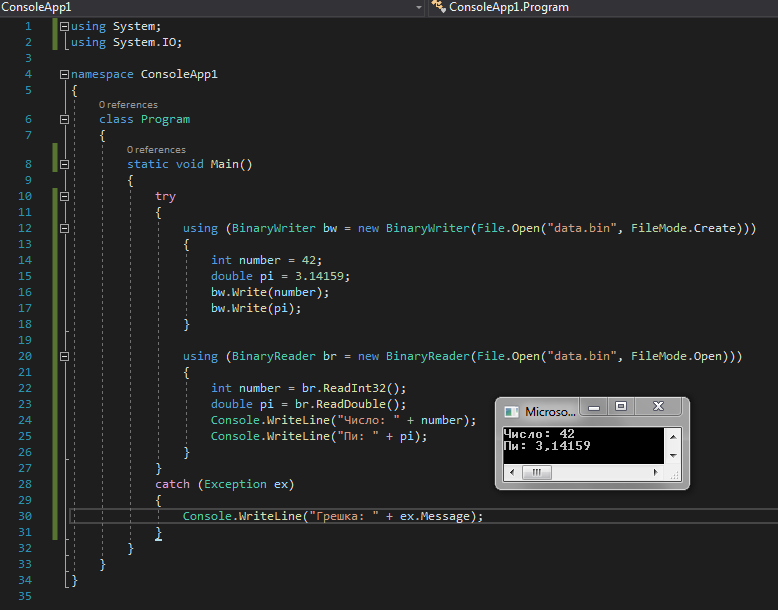 ConsoleApp1 ConsoleApp1.Program
1 using System;
2 using System.IO;
3
4 namespace ConsoleApp1
5 {
0 references
6 class Program
7 {
0 references
8 static void Main()
9 {
10 try
11 {
12 using (BinaryWriter bw = new BinaryWriter(File.Open("data.bin", FileMode.Create)))
13 {
14 int number = 42;
15 double pi = 3.14159;
16 bw.Write(number);
17 bw.Write(pi);
18 }
19
20 using (BinaryReader br = new BinaryReader(File.Open("data.bin", FileMode.Open)))
21 {
22 int number = br.ReadInt32();
23 double pi = br.ReadDouble();
24 Console.WriteLine("Число: " + number);
25 Console.WriteLine("Пи: " + pi);
26 }
27 }
28 catch (Exception ex)
29 {
30 Console.WriteLine("Грешка: " + ex.Message);
31 }
32 }
33 }
34 }
35
Microso...
Число: 42
Пи: 3,14159